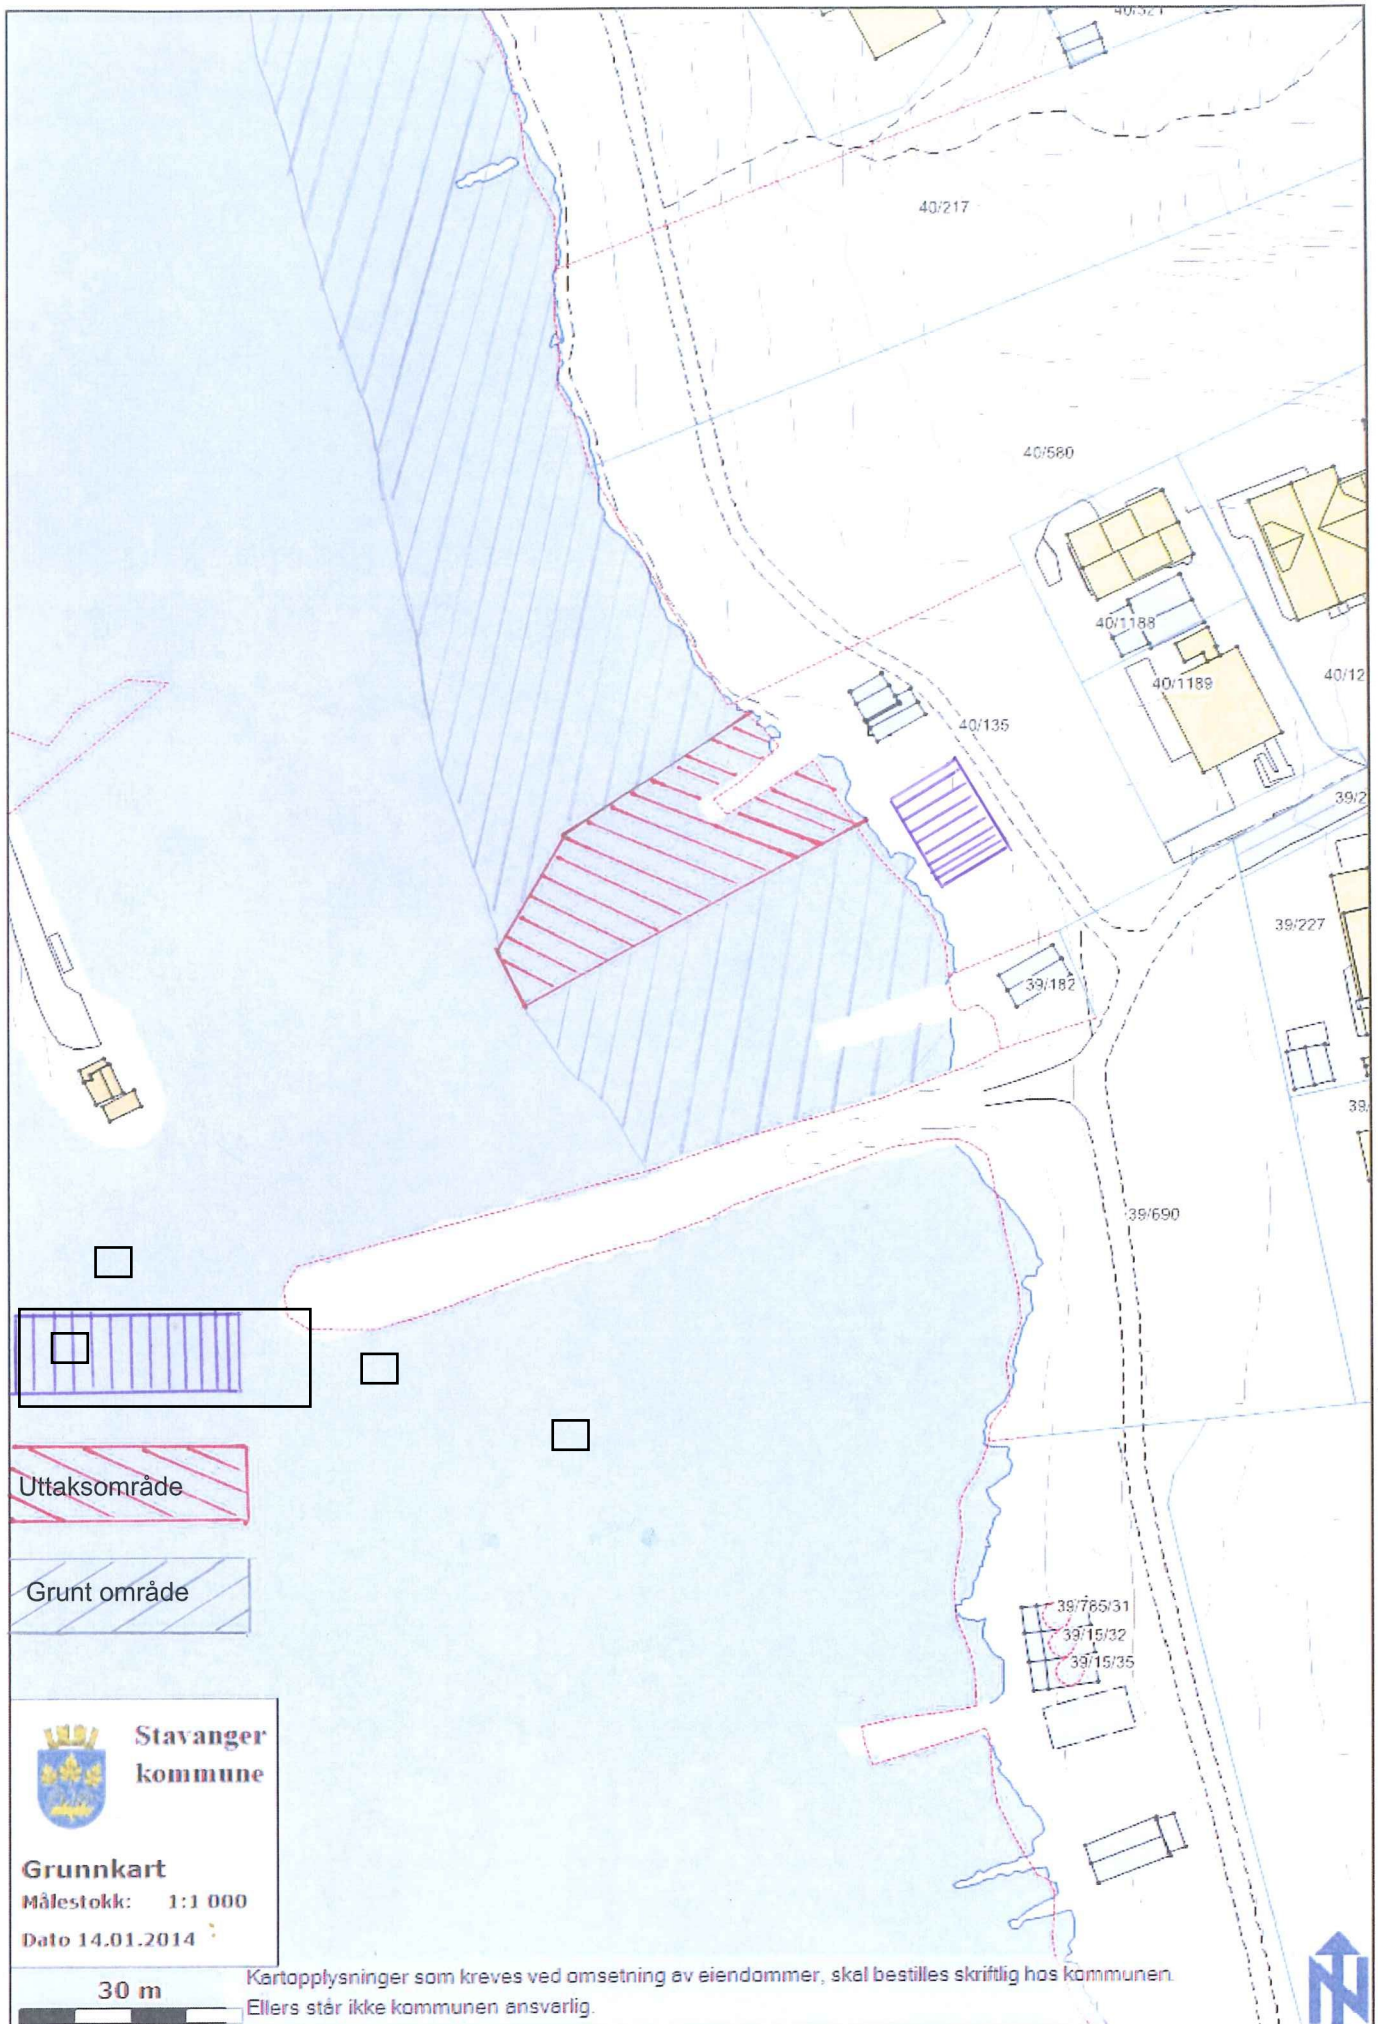 40/217
40/580
40/1188
40/1189
40/12
40/135
39/2
39/227
39/182
39/
39/690
Uttaksområde
Grunt område
39/765/31
39/15/32
39/15/35
Stavanger
kommune
Grunnkart
Målestokk: 1:1 000
Dato 14.01.2014
30 m
Kartopplysninger som kreves ved omsetning av eiendommer, skal bestilles skriftlig hos kommunen.
Ellers står ikke kommunen ansvarlig.
N